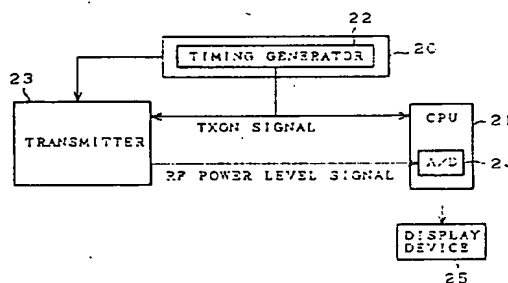 22
TIMING GENERATOR
20
23
TRANSMITTER
TXON SIGNAL
CPU
21
A/D
RF POWER LEVEL SIGNAL
DISPLAY
DEVICE
25